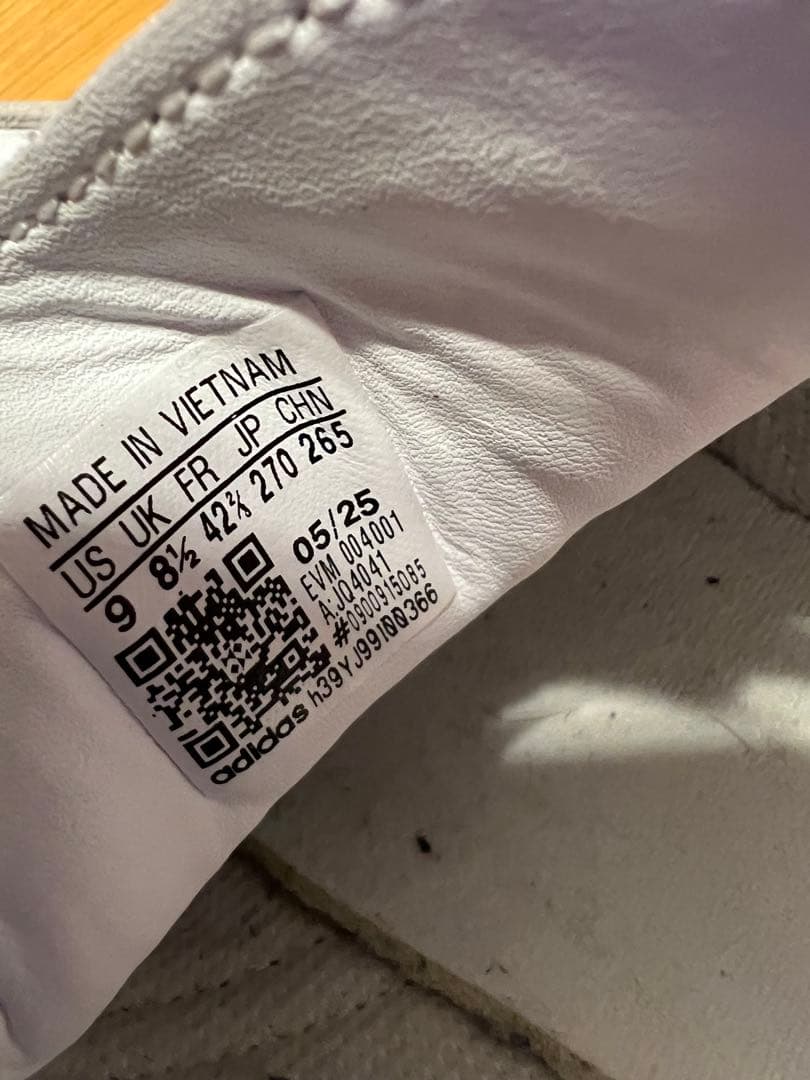 MADE IN VIETNAM
US UK FR JP CHN
9 8½ 42⅔ 270 265
05/25
EVM 004001
A.JQ4041
#0900915085
adidas h39YJ99I00366